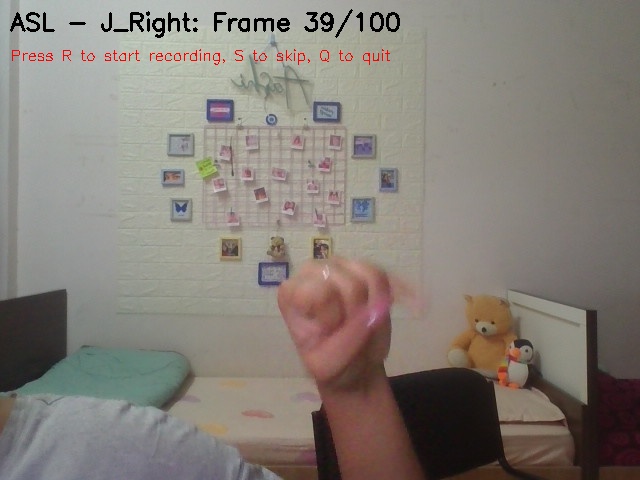 ASL - J_Right: Frame 39/100
Press R to start recording, S to skip, Q to quit